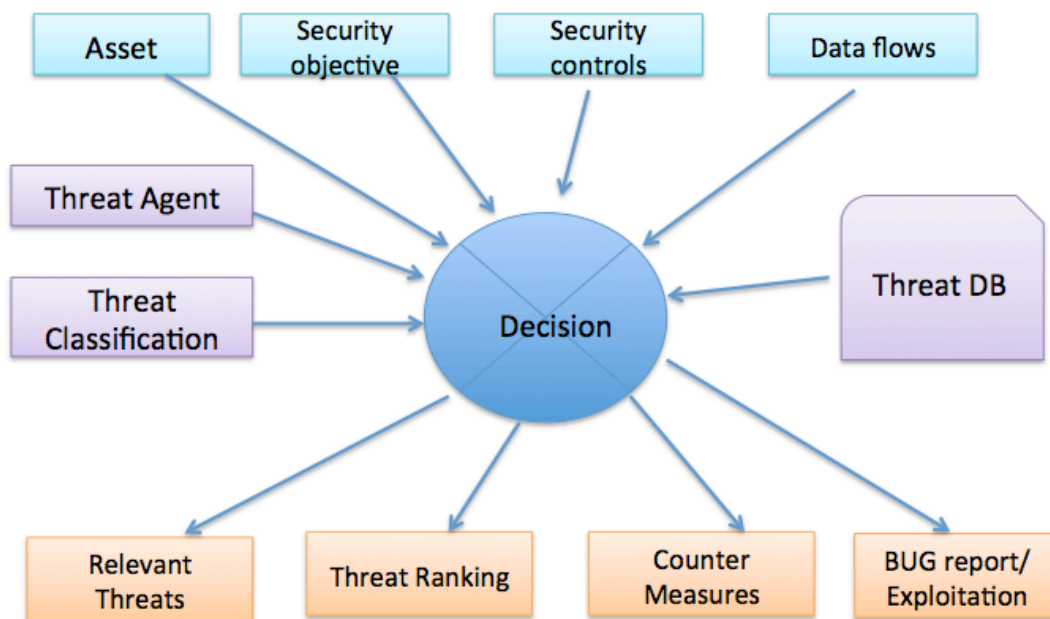 Asset
Security
objective
Security
controls
Data flows
Threat Agent
Threat
Classification
Threat DB
Decision
Relevant
Threats
Threat Ranking
Counter
Measures
BUG report/
Exploitation